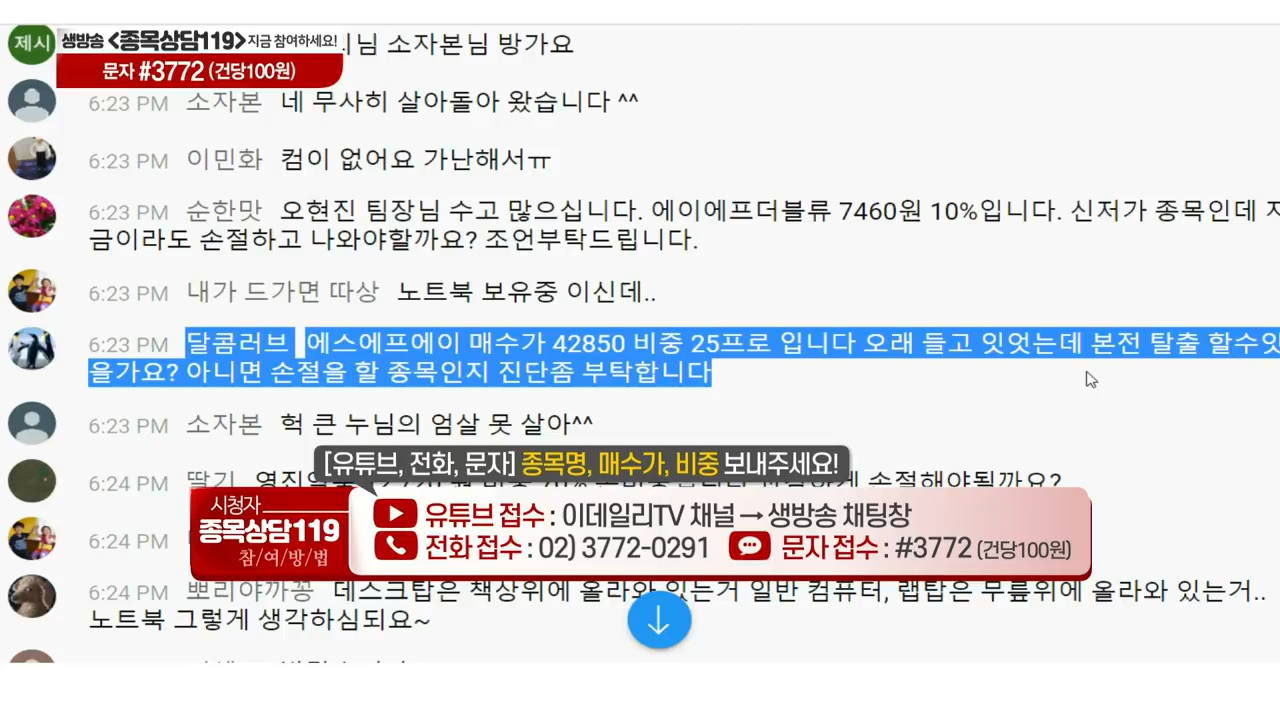 제시
생방송 <종목상담119> 지금 참여하세요!
문자 #3772 (건당100원)
님 소자본님 방가요
6:23 PM 소자본 네 무사히 살아돌아 왔습니다 ^^
6:23 PM 이민화 컴이 없어요 가난해서ㅠ
6:23 PM 순한맛 오현진 팀장님 수고 많으십니다. 에이에프더블류 7460원 10%입니다. 신저가 종목인데 지
금이라도 손절하고 나와야할까요? 조언부탁드립니다.
6:23 PM 내가 드가면 따상 노트북 보유중 이신데..
6:23 PM 달콤러브 에스에프에이 매수가 42850 비중 25프로 입니다 오래 들고 잇엇는데 본전 탈출 할수잇
을가요? 아니면 손절을 할 종목인지 진단좀 부탁합니다
6:23 PM 소자본 헉 큰 누님의 엄살 못 살아^^
[유튜브, 전화, 문자] 종목명, 매수가, 비중 보내주세요!
6:24 PM 딸기 손절해야될까요?
시청자
종목상담119
참/여/방/법
유튜브 접수 : 이데일리TV 채널 → 생방송 채팅창
전화 접수 : 02) 3772-0291 문자 접수 : #3772 (건당100원)
6:24 PM
6:24 PM 뽀리야까꽁 데스크탑은 책상위에 올라와 있는거 일반 컴퓨터, 랩탑은 무릎위에 올라와 있는거..
노트북 그렇게 생각하심되요~